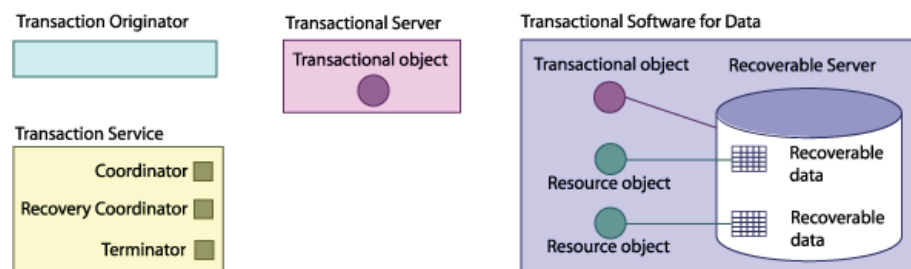 Transaction Originator
Transactional Server
Transactional object
Transactional Software for Data
Transactional object
Recoverable Server
Recoverable
data
Resource object
Recoverable
data
Resource object
Transaction Service
Coordinator
Recovery Coordinator
Terminator